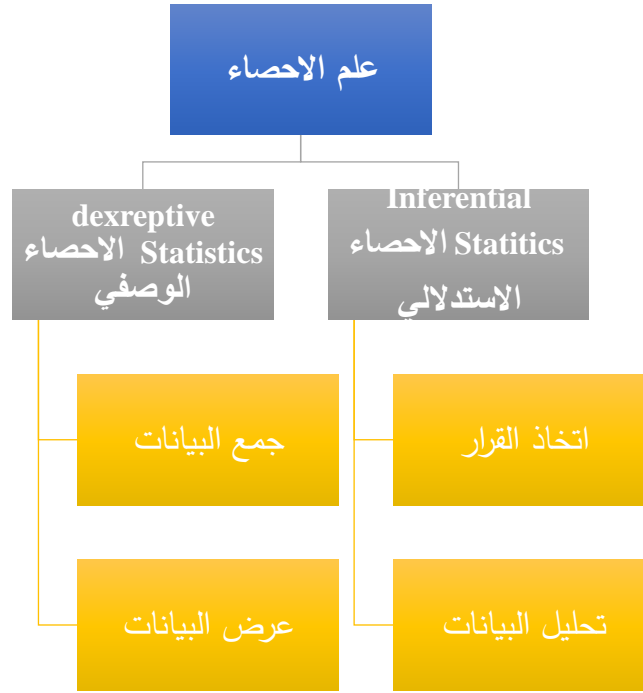 علم الاحصاء
Inferential
الاحصاء Statitics
الاستدلالي
dexreptive
الاحصاء Statistics
الوصفي
اتخاذ القرار
جمع البيانات
تحليل البيانات
عرض البيانات